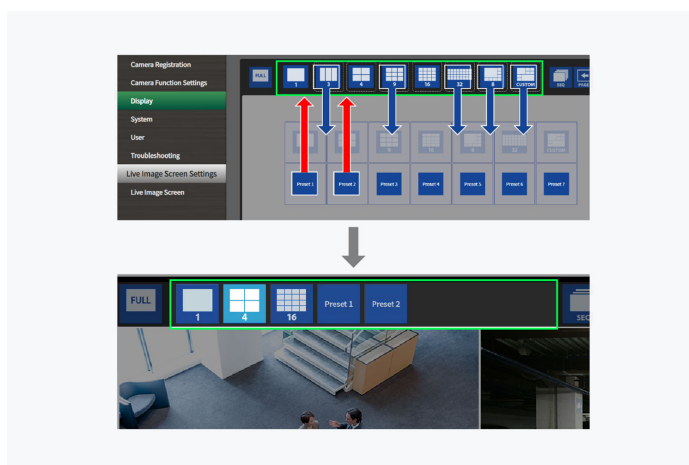 Camera Registration
Camera Function Settings
Display
System
User
Troubleshooting
Live Image Screen Settings
Live Image Screen
FULL
1
3
4
9
16
32
8
CUSTOM
SEQ
PAGE
Preset 1
Preset 2
Preset 3
Preset 4
Preset 5
Preset 6
Preset 7
FULL
1
4
16
Preset 1
Preset 2
SEQ